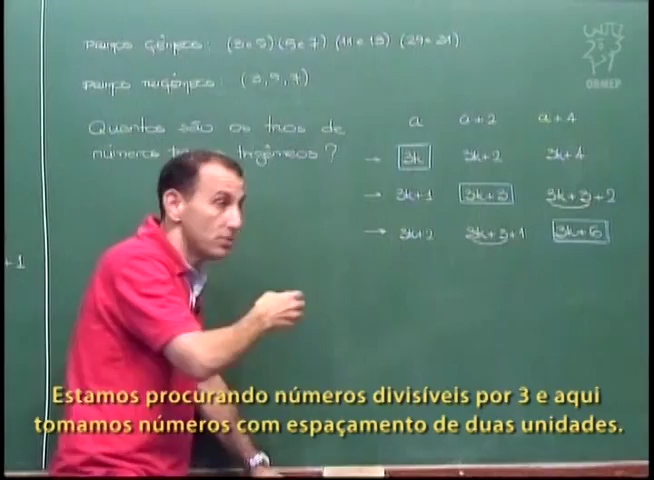 Primos gêmeos: (3 e 5) (5 e 7) (11 e 13) (29 e 31)
Primos trigêmeos: (3, 5, 7)
Quantos são os trios de
números trigêmeos?
a a+2 a+4
→ 3k 3k+2 3k+4
→ 3k+1 3k+3 3k+3+2
→ 3k+2 3k+3+1 3k+6
+1
OBMEP
Estamos procurando números divisíveis por 3 e aqui
tomamos números com espaçamento de duas unidades.